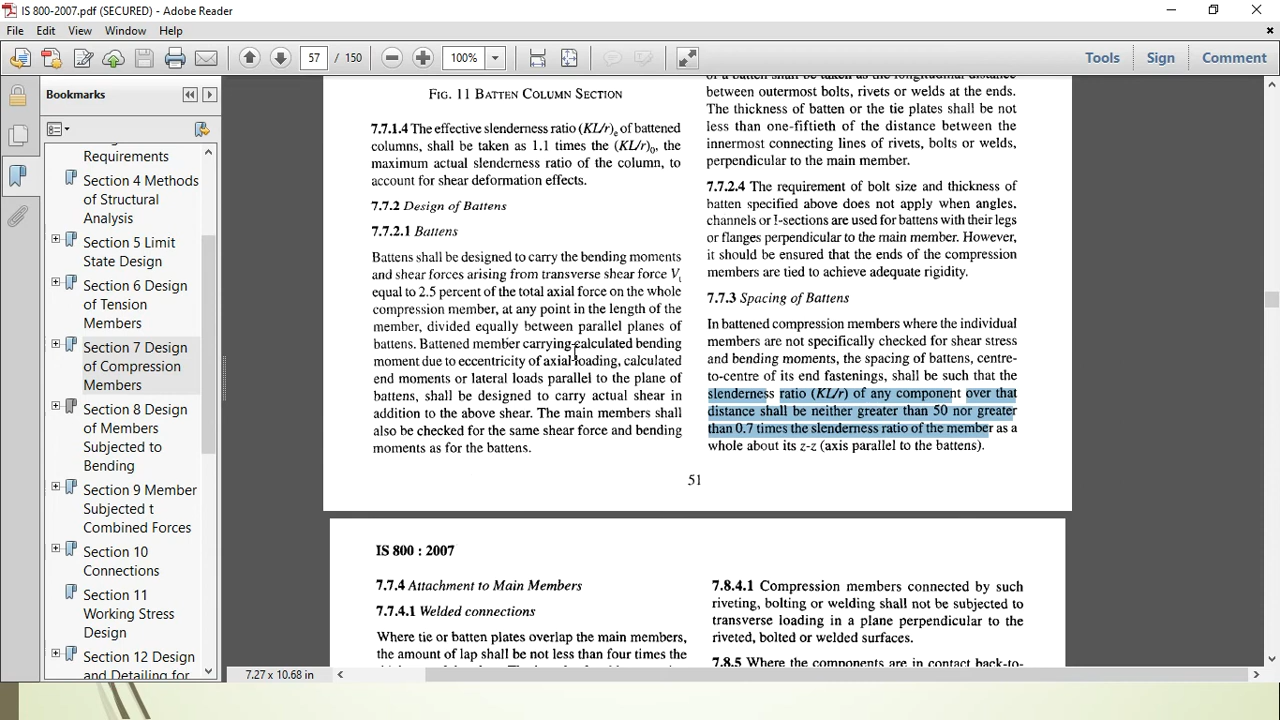 IS 800-2007.pdf (SECURED) - Adobe Reader
File Edit View Window Help
57 / 150 100%
Tools Sign Comment
Bookmarks
Requirements
Section 4 Methods
of Structural
Analysis
Section 5 Limit
State Design
Section 6 Design
of Tension
Members
Section 7 Design
of Compression
Members
Section 8 Design
of Members
Subjected to
Bending
Section 9 Member
Subjected t
Combined Forces
Section 10
Connections
Section 11
Working Stress
Design
Section 12 Design
and Detailing for
FIG. 11 BATTEN COLUMN SECTION
7.7.1.4 The effective slenderness ratio (KL/r)e of battened
columns, shall be taken as 1.1 times the (KL/r)0, the
maximum actual slenderness ratio of the column, to
account for shear deformation effects.
7.7.2 Design of Battens
7.7.2.1 Battens
Battens shall be designed to carry the bending moments
and shear forces arising from transverse shear force Vt
equal to 2.5 percent of the total axial force on the whole
compression member, at any point in the length of the
member, divided equally between parallel planes of
battens. Battened member carrying calculated bending
moment due to eccentricity of axial loading, calculated
end moments or lateral loads parallel to the plane of
battens, shall be designed to carry actual shear in
addition to the above shear. The main members shall
also be checked for the same shear force and bending
moments as for the battens.
of a batten shall be taken as the longitudinal distance
between outermost bolts, rivets or welds at the ends.
The thickness of batten or the tie plates shall be not
less than one-fiftieth of the distance between the
innermost connecting lines of rivets, bolts or welds,
perpendicular to the main member.
7.7.2.4 The requirement of bolt size and thickness of
batten specified above does not apply when angles,
channels or I-sections are used for battens with their legs
or flanges perpendicular to the main member. However,
it should be ensured that the ends of the compression
members are tied to achieve adequate rigidity.
7.7.3 Spacing of Battens
In battened compression members where the individual
members are not specifically checked for shear stress
and bending moments, the spacing of battens, centre-
to-centre of its end fastenings, shall be such that the
slenderness ratio (KL/r) of any component over that
distance shall be neither greater than 50 nor greater
than 0.7 times the slenderness ratio of the member as a
whole about its z-z (axis parallel to the battens).
51
IS 800 : 2007
7.7.4 Attachment to Main Members
7.7.4.1 Welded connections
Where tie or batten plates overlap the main members,
the amount of lap shall be not less than four times the
7.8.4.1 Compression members connected by such
riveting, bolting or welding shall not be subjected to
transverse loading in a plane perpendicular to the
riveted, bolted or welded surfaces.
7.8.5 Where the components are in contact back-to-
7.27 x 10.68 in